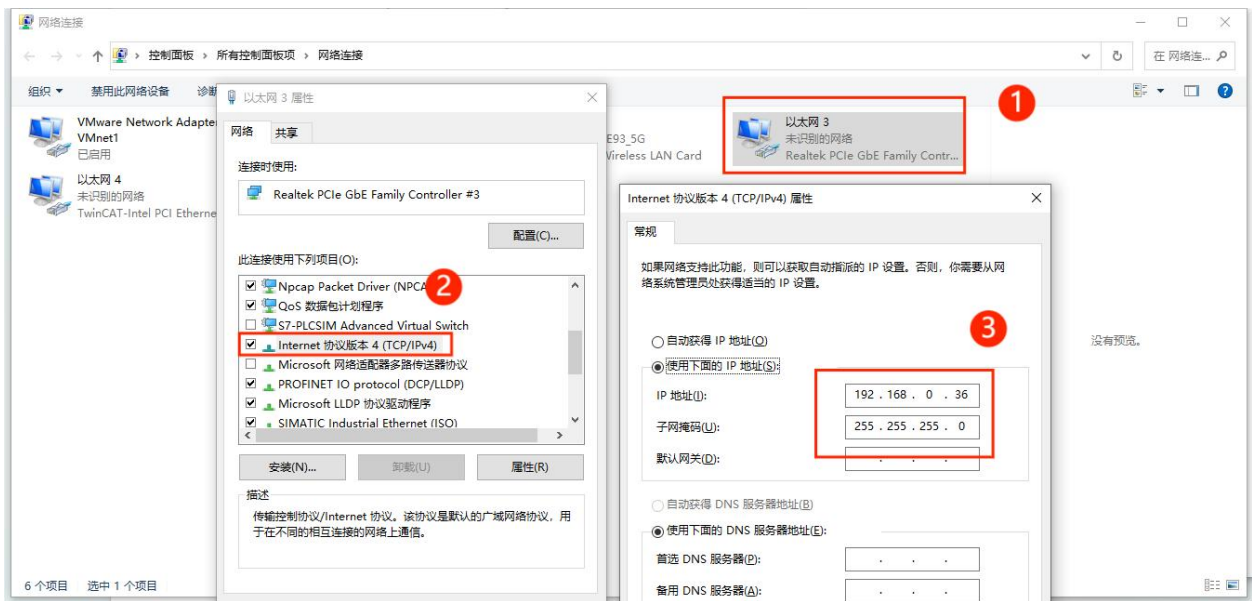 网络连接
控制面板 › 所有控制面板项 › 网络连接
在 网络连...
组织
禁用此网络设备
VMware Network Adapte
VMnet1
已启用
以太网 4
未识别的网络
TwinCAT-Intel PCI Etherne
E93_5G
Wireless LAN Card
1
以太网 3
未识别的网络
Realtek PCIe GbE Family Contr...
没有预览。
6 个项目 选中 1 个项目
以太网 3 属性
网络 共享
连接时使用:
Realtek PCIe GbE Family Controller #3
配置(C)...
此连接使用下列项目(O):
2
Npcap Packet Driver (NPCA
QoS 数据包计划程序
S7-PLCSIM Advanced Virtual Switch
Internet 协议版本 4 (TCP/IPv4)
Microsoft 网络适配器多路传送器协议
PROFINET IO protocol (DCP/LLDP)
Microsoft LLDP 协议驱动程序
SIMATIC Industrial Ethernet (ISO)
安装(N)... 卸载(U) 属性(R)
描述
传输控制协议/Internet 协议。该协议是默认的广域网络协议，用
于在不同的相互连接的网络上通信。
Internet 协议版本 4 (TCP/IPv4) 属性
常规
如果网络支持此功能，则可以获取自动指派的 IP 设置。否则，你需要从网
络系统管理员处获得适当的 IP 设置。
3
自动获得 IP 地址(O)
使用下面的 IP 地址(S):
IP 地址(I): 192 . 168 . 0 . 36
子网掩码(U): 255 . 255 . 255 . 0
默认网关(D): . . .
自动获得 DNS 服务器地址(B)
使用下面的 DNS 服务器地址(E):
首选 DNS 服务器(P): . . .
备用 DNS 服务器(A): . . .